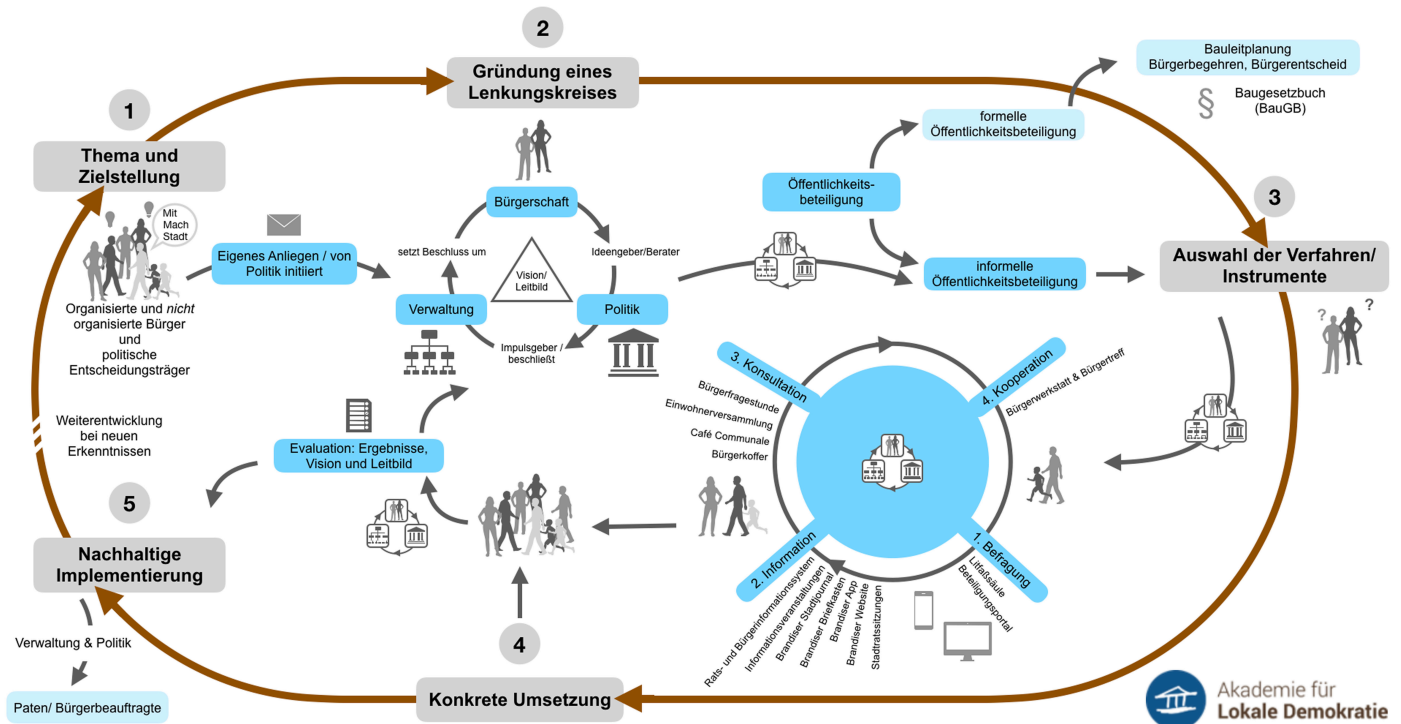 1
Thema und
Zielstellung
Mit
Mach
Stadt
Organisierte und nicht
organisierte Bürger
und
politische
Entscheidungsträger
Eigenes Anliegen / von
Politik initiiert
2
Gründung eines
Lenkungskreises
Bürgerschaft
setzt Beschluss um
Ideengeber/Berater
Vision/
Leitbild
Verwaltung
Politik
Impulsgeber /
beschließt
Öffentlichkeits-
beteiligung
formelle
Öffentlichkeitsbeteiligung
Bauleitplanung
Bürgerbegehren, Bürgerentscheid
§
Baugesetzbuch
(BauGB)
informelle
Öffentlichkeitsbeteiligung
3
Auswahl der Verfahren/
Instrumente
? ?
1. Befragung
Litfaßsäule
Beteiligungsportal
2. Information
Rats- und Bürgerinformationssystem
Informationsveranstaltungen
Brandiser Stadtjournal
Brandiser Briefkasten
Brandiser App
Brandiser Website
Stadtratssitzungen
3. Konsultation
Bürgerfragestunde
Einwohnerversammlung
Café Communale
Bürgerkoffer
4. Kooperation
Bürgerwerkstatt & Bürgertreff
4
Konkrete Umsetzung
Evaluation: Ergebnisse,
Vision und Leitbild
Weiterentwicklung
bei neuen
Erkenntnissen
5
Nachhaltige
Implementierung
Verwaltung & Politik
Paten/ Bürgerbeauftragte
Akademie für
Lokale Demokratie